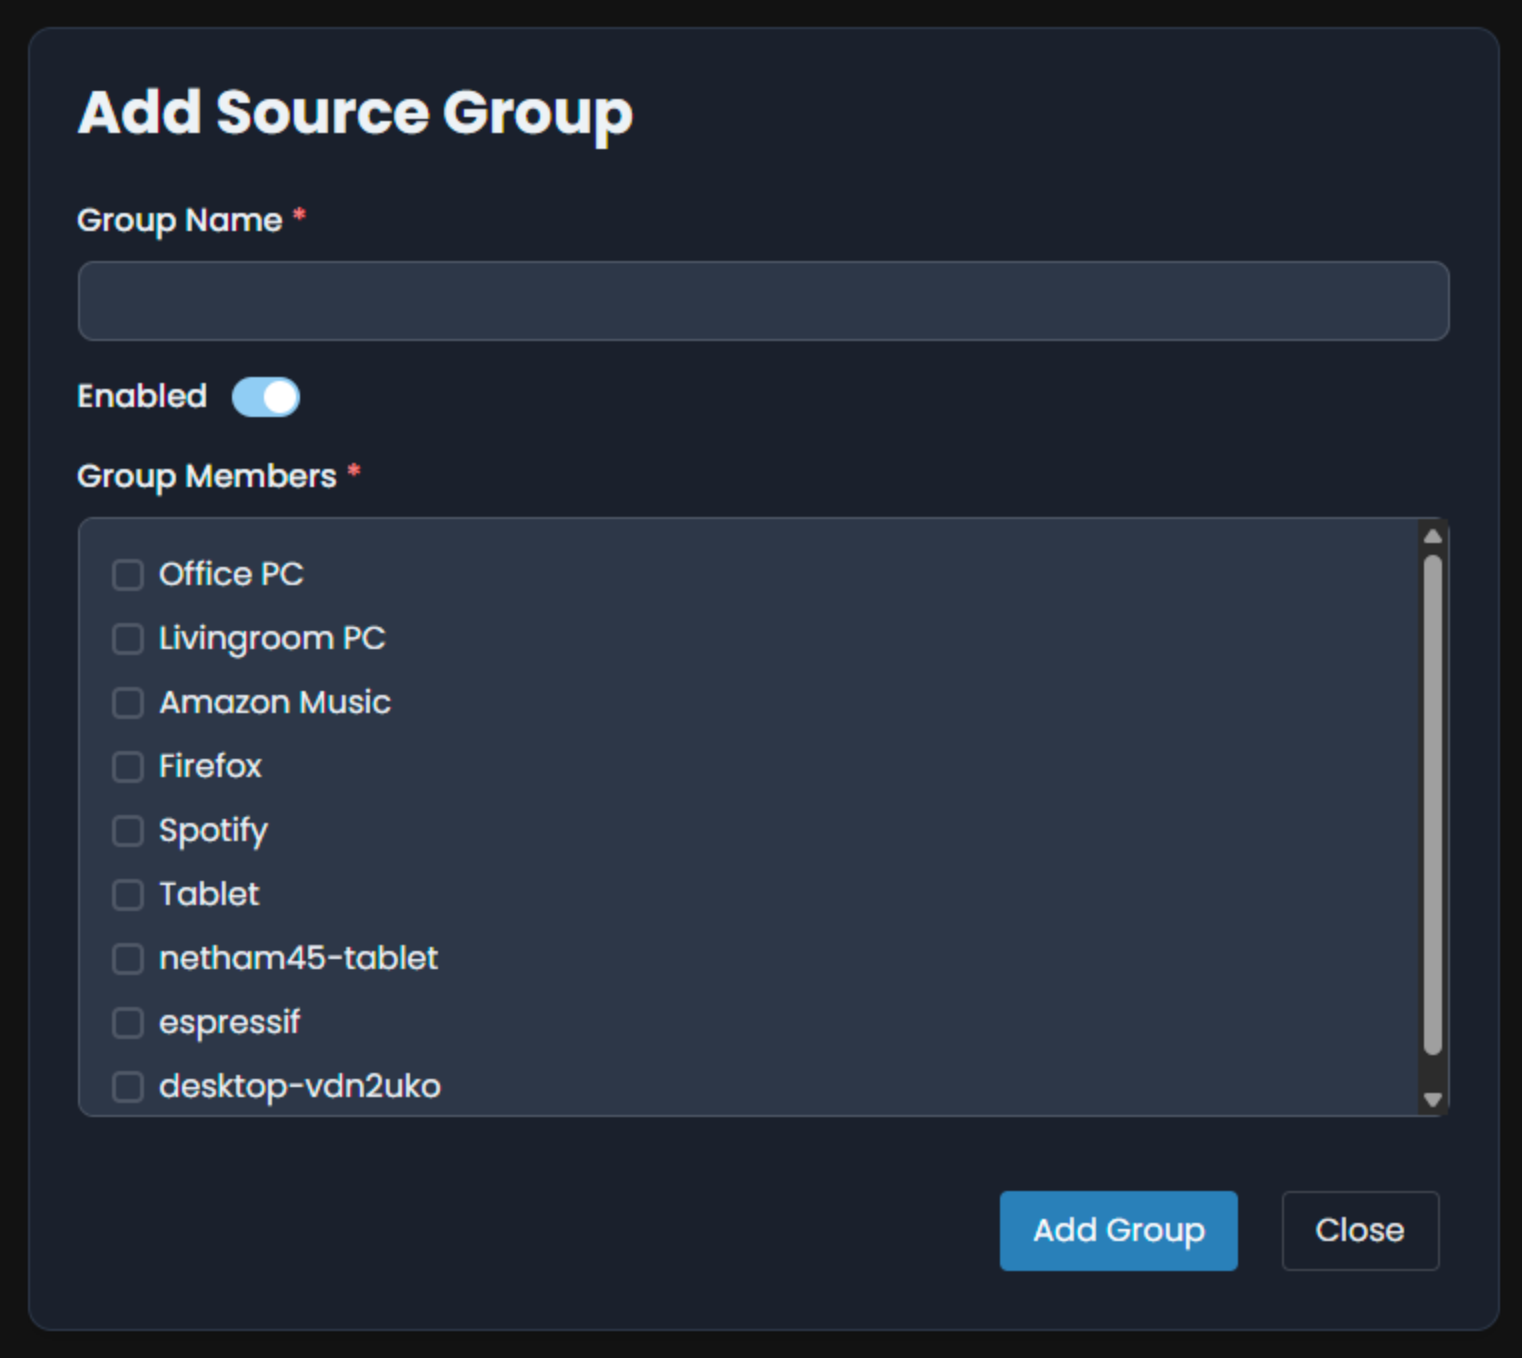 Add Source Group
Group Name *
Enabled
Group Members *
Office PC
Livingroom PC
Amazon Music
Firefox
Spotify
Tablet
netham45-tablet
espressif
desktop-vdn2uko
Add Group
Close